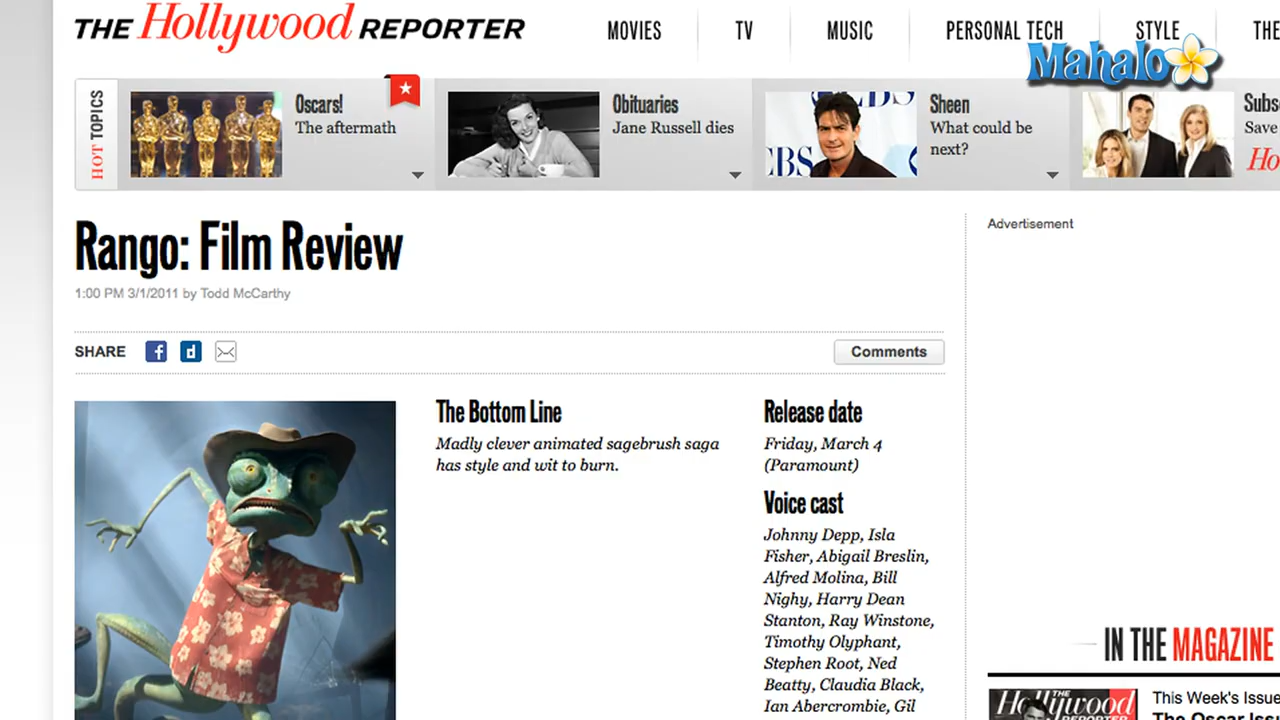 THE Hollywood REPORTER
MOVIES
TV
MUSIC
PERSONAL TECH
STYLE
THE
Mahalo
HOT TOPICS
Oscars!
The aftermath
Obituaries
Jane Russell dies
CBS
Sheen
What could be
next?
Subs
Save
Ho
Rango: Film Review
1:00 PM 3/1/2011 by Todd McCarthy
Advertisement
SHARE
f
d
Comments
The Bottom Line
Madly clever animated sagebrush saga
has style and wit to burn.
Release date
Friday, March 4
(Paramount)
Voice cast
Johnny Depp, Isla
Fisher, Abigail Breslin,
Alfred Molina, Bill
Nighy, Harry Dean
Stanton, Ray Winstone,
Timothy Olyphant,
Stephen Root, Ned
Beatty, Claudia Black,
Ian Abercrombie, Gil
IN THE MAGAZINE
THE Hollywood REPORTER
This Week's Issue
The Oscar Issu